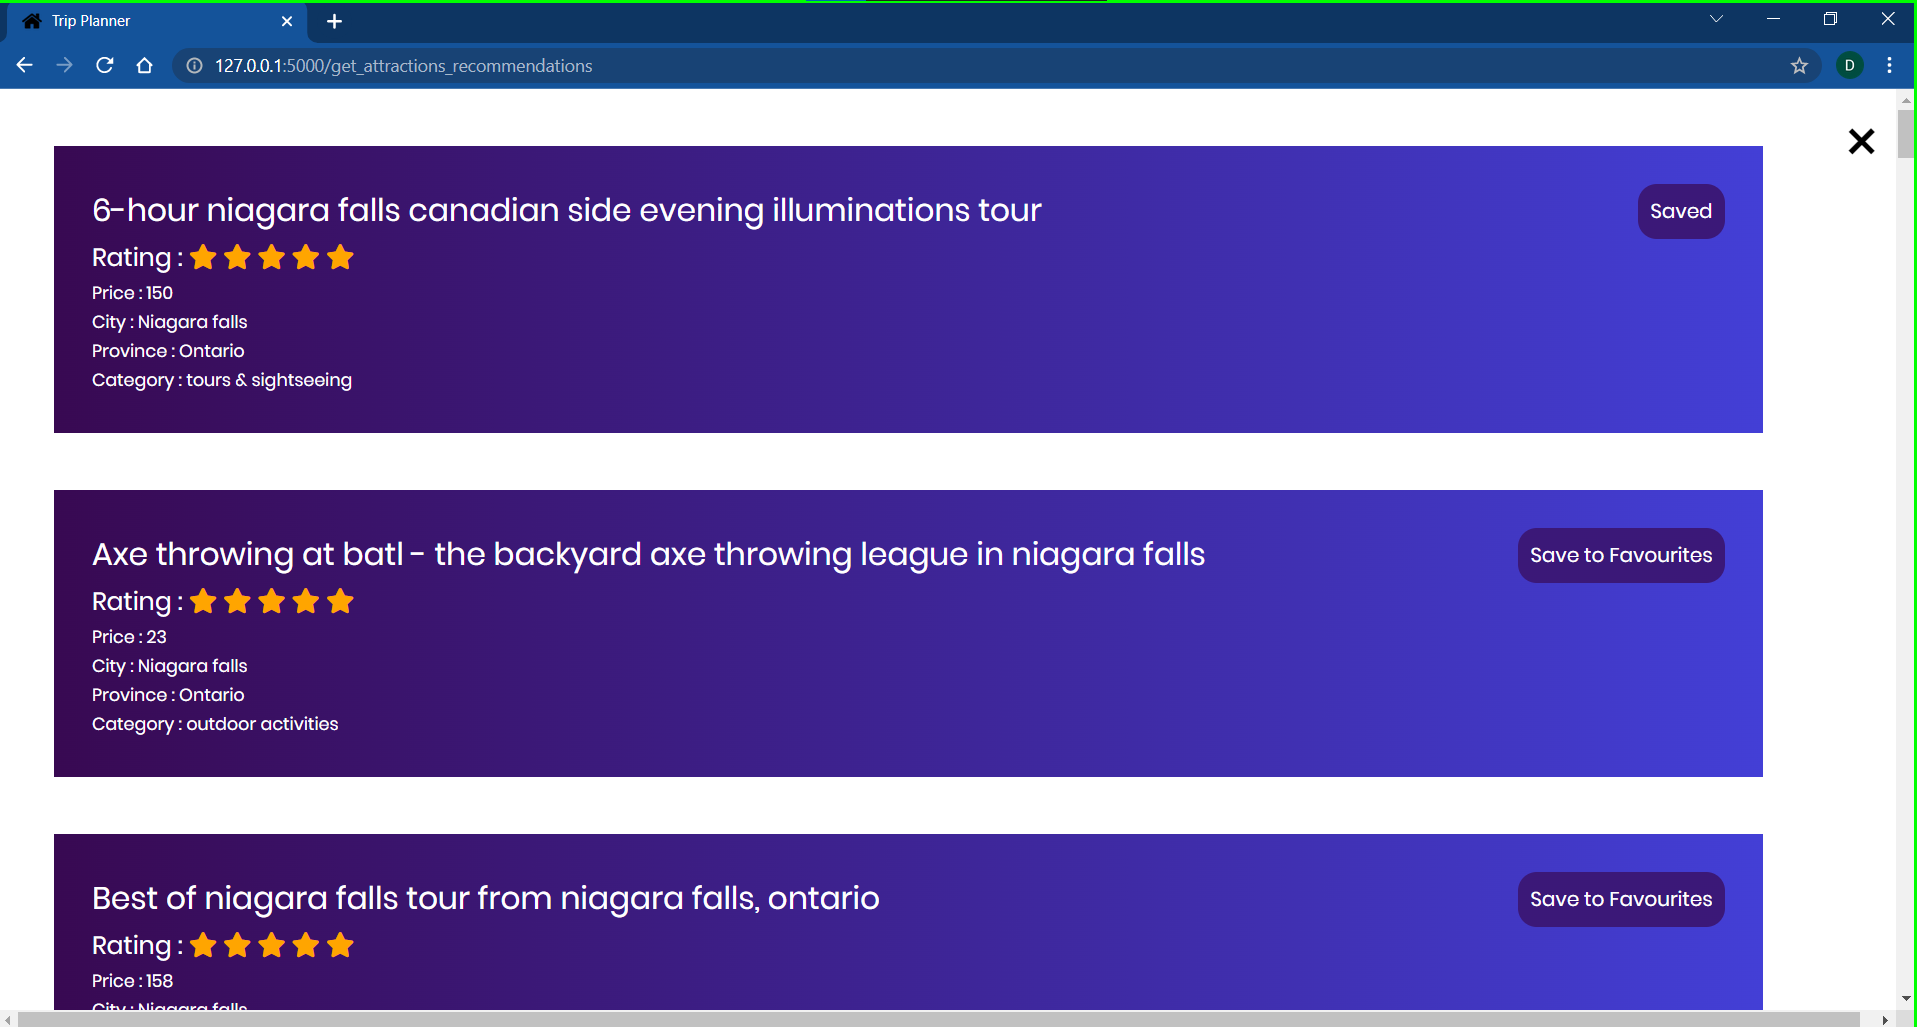 Trip Planner
127.0.0.1:5000/get_attractions_recommendations
D
6-hour niagara falls canadian side evening illuminations tour
Saved
Rating :
Price : 150
City : Niagara falls
Province : Ontario
Category : tours & sightseeing
Axe throwing at batl - the backyard axe throwing league in niagara falls
Save to Favourites
Rating :
Price : 23
City : Niagara falls
Province : Ontario
Category : outdoor activities
Best of niagara falls tour from niagara falls, ontario
Save to Favourites
Rating :
Price : 158
City : Niagara falls